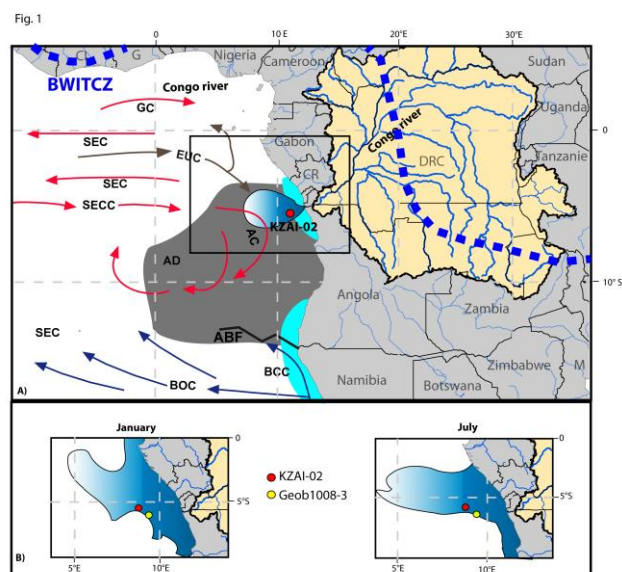 Fig. 1
0
20°E
30°E
CI
G
Nigeria
Cameroon
Sudan
BWITCZ
Congo river
GC
Uganda
SEC
Gabon
Congo river
0
EUC
CR
DRC
Tanzanie
SEC
SECC
KZAI-02
AC
AD
Angola
Zambia
10°S
SEC
ABF
BOC
BCC
Namibia
Botswana
Zimbabwe
M
A)
January
July
0
0
KZAI-02
Geob1008-3
5°S
5°S
B)
5°E
10°E
5°E
10°E